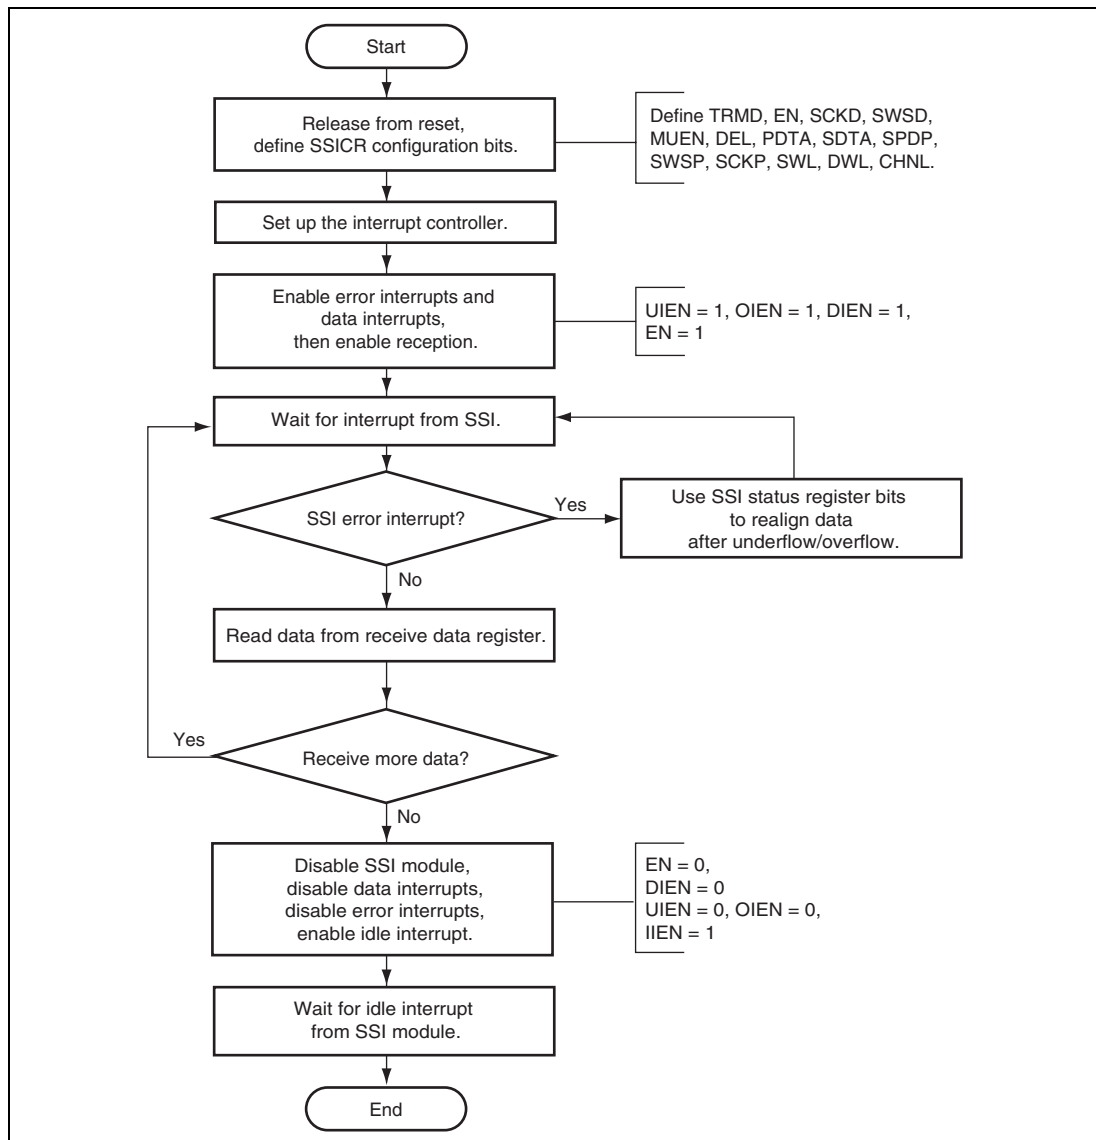 Start
Release from reset,
define SSICR configuration bits.
Define TRMD, EN, SCKD, SWSD,
MUEN, DEL, PDTA, SDTA, SPDP,
SWSP, SCKP, SWL, DWL, CHNL.
Set up the interrupt controller.
Enable error interrupts and
data interrupts,
then enable reception.
UIEN = 1, OIEN = 1, DIEN = 1,
EN = 1
Wait for interrupt from SSI.
SSI error interrupt?
Yes
Use SSI status register bits
to realign data
after underflow/overflow.
No
Read data from receive data register.
Yes
Receive more data?
No
Disable SSI module,
disable data interrupts,
disable error interrupts,
enable idle interrupt.
EN = 0,
DIEN = 0
UIEN = 0, OIEN = 0,
IIEN = 1
Wait for idle interrupt
from SSI module.
End